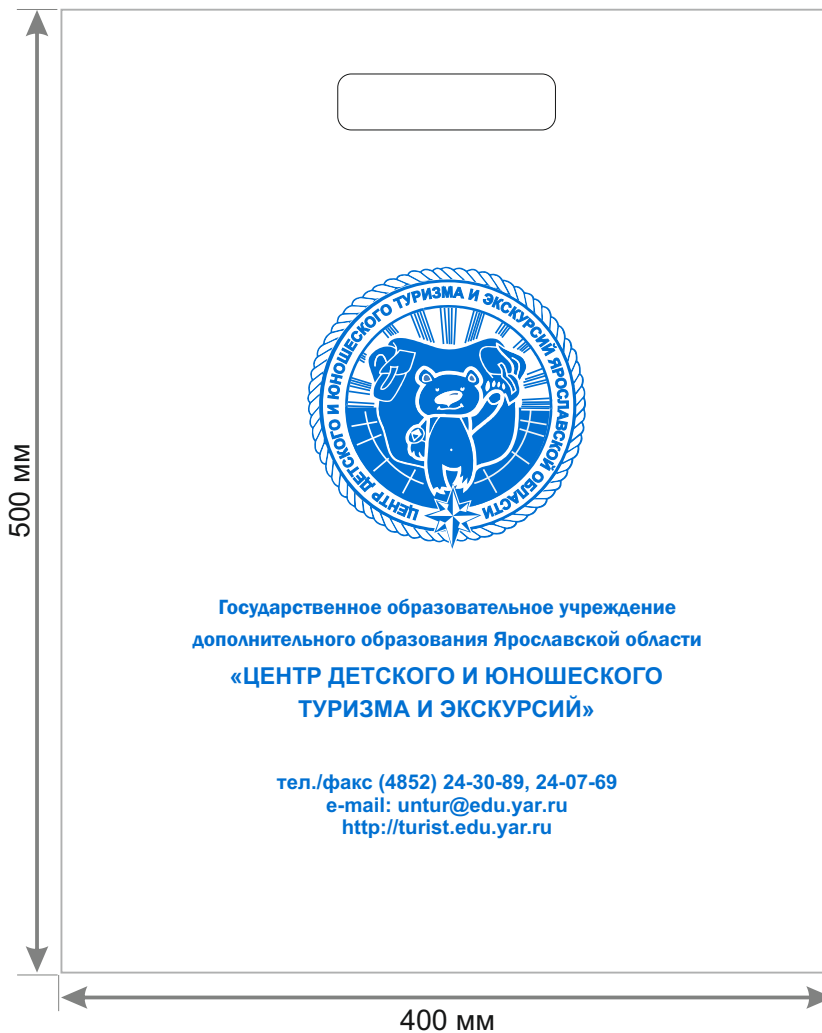 ЦЕНТР ДЕТСКОГО И ЮНОШЕСКОГО ТУРИЗМА И ЭКСКУРСИЙ ЯРОСЛАВСКОЙ ОБЛАСТИ
Государственное образовательное учреждение
дополнительного образования Ярославской области
«ЦЕНТР ДЕТСКОГО И ЮНОШЕСКОГО
ТУРИЗМА И ЭКСКУРСИЙ»
тел./факс (4852) 24-30-89, 24-07-69
e-mail: untur@edu.yar.ru
http://turist.edu.yar.ru
500 мм
400 мм